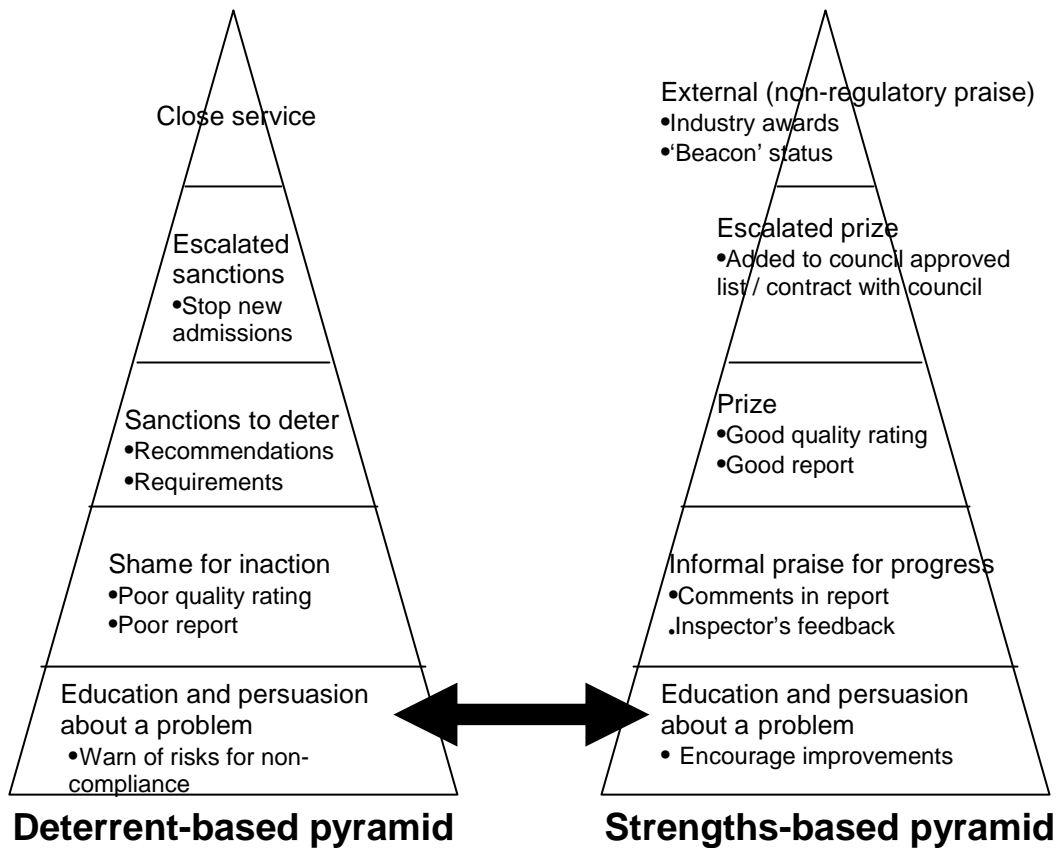 Close service
Escalated
sanctions
•Stop new
admissions
Sanctions to deter
•Recommendations
•Requirements
Shame for inaction
•Poor quality rating
•Poor report
Education and persuasion
about a problem
•Warn of risks for non-
compliance
Deterrent-based pyramid
External (non-regulatory praise)
•Industry awards
•‘Beacon’ status
Escalated prize
•Added to council approved
list / contract with council
Prize
•Good quality rating
•Good report
Informal praise for progress
•Comments in report
•Inspector’s feedback
Education and persuasion
about a problem
• Encourage improvements
Strengths-based pyramid